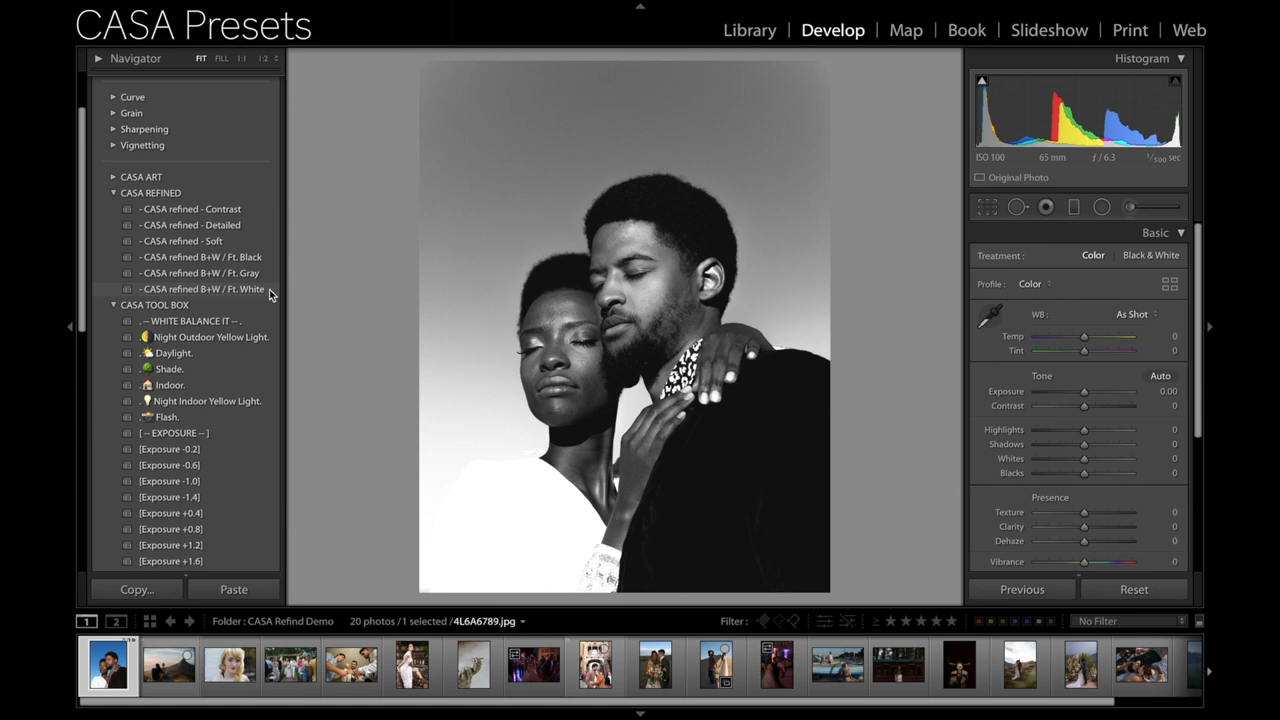 CASA Presets
Library | Develop | Map | Book | Slideshow | Print | Web
Navigator FIT FILL 1:1 1:2
Curve
Grain
Sharpening
Vignetting
CASA ART
CASA REFINED
- CASA refined - Contrast
- CASA refined - Detailed
- CASA refined - Soft
- CASA refined B+W / Ft. Black
- CASA refined B+W / Ft. Gray
- CASA refined B+W / Ft. White
CASA TOOL BOX
. -- WHITE BALANCE IT -- .
. Night Outdoor Yellow Light.
. Daylight.
. Shade.
. Indoor.
. Night Indoor Yellow Light.
. Flash.
[ -- EXPOSURE -- ]
[Exposure -0.2]
[Exposure -0.6]
[Exposure -1.0]
[Exposure -1.4]
[Exposure +0.4]
[Exposure +0.8]
[Exposure +1.2]
[Exposure +1.6]
Copy... Paste
Histogram
ISO 100 65 mm ƒ / 6.3 1/500 sec
Original Photo
Basic
Treatment : Color Black & White
Profile : Color
WB : As Shot
Temp 0
Tint 0
Tone Auto
Exposure 0.00
Contrast 0
Highlights 0
Shadows 0
Whites 0
Blacks 0
Presence
Texture 0
Clarity 0
Dehaze 0
Vibrance 0
Previous Reset
1 2 Folder : CASA Refind Demo 20 photos / 1 selected / 4L6A6789.jpg Filter : ≥ ★★★★★ No Filter